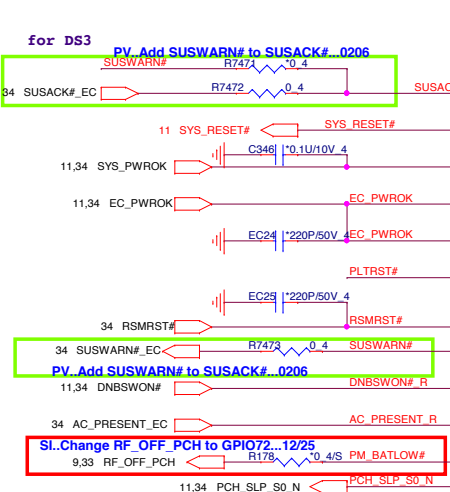 for DS3
PV..Add SUSWARN# to SUSACK#...0206
SUSWARN# R7471 *0_4
34 SUSACK#_EC R7472 0_4 SUSAC
11 SYS_RESET# SYS_RESET#
C346 *0.1U/10V_4
11,34 SYS_PWROK
11,34 EC_PWROK EC_PWROK
EC24 *220P/50V_4 EC_PWROK
PLTRST#
EC25 *220P/50V_4
34 RSMRST# RSMRST#
34 SUSWARN#_EC R7473 0_4 SUSWARN#
PV..Add SUSWARN# to SUSACK#...0206
11,34 DNBSWON# DNBSWON#_R
34 AC_PRESENT_EC AC_PRESENT_R
SI..Change RF_OFF_PCH to GPIO72...12/25
9,33 RF_OFF_PCH R178 *0_4/S PM_BATLOW#
11,34 PCH_SLP_S0_N PCH_SLP_S0_N